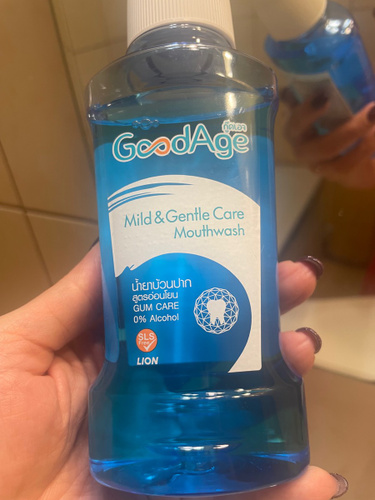 กู๊ดเอจ
GoodAge
Mild & Gentle Care
Mouthwash
น้ำยาบ้วนปาก
สูตรอ่อนโยน
GUM CARE
0% Alcohol
SLS
Free
LION